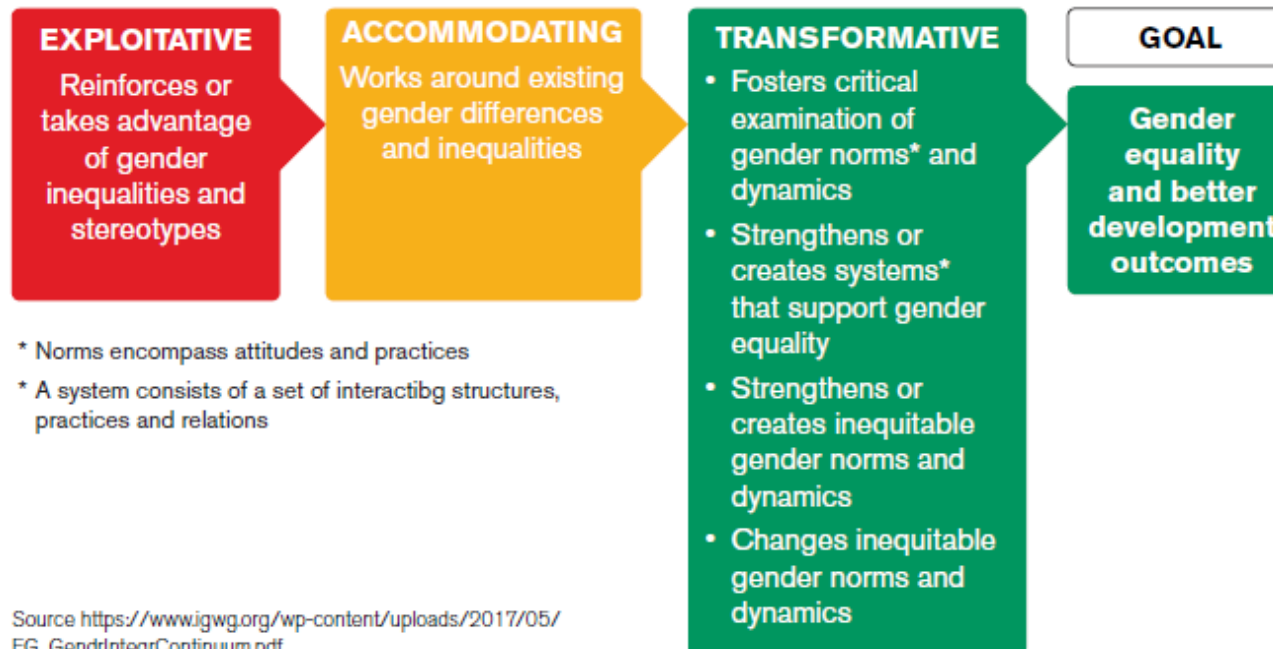 EXPLOITATIVE
Reinforces or
takes advantage
of gender
inequalities and
stereotypes
ACCOMMODATING
Works around existing
gender differences
and inequalities
TRANSFORMATIVE
• Fosters critical
examination of
gender norms* and
dynamics
• Strengthens or
creates systems*
that support gender
equality
• Strengthens or
creates inequitable
gender norms and
dynamics
• Changes inequitable
gender norms and
dynamics
GOAL
Gender
equality
and better
development
outcomes
* Norms encompass attitudes and practices
* A system consists of a set of interactibg structures,
practices and relations
Source https://www.igwg.org/wp-content/uploads/2017/05/
FG_GendrIntegrContinuum.pdf